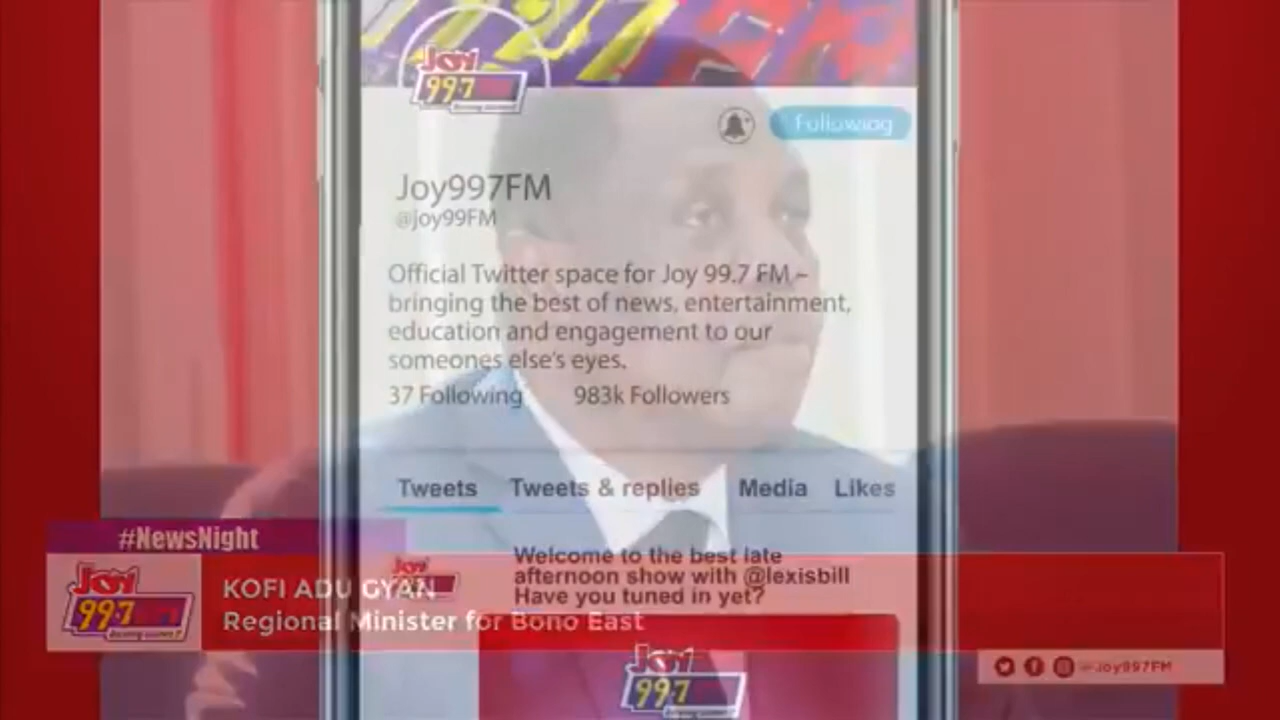 Joy
99.7
Following
Joy997FM
@joy99FM
Official Twitter space for Joy 99.7 FM –
bringing the best of news, entertainment,
education and engagement to our
someones else's eyes.
37 Following 983k Followers
Tweets Tweets & replies Media Likes
Welcome to the best late
afternoon show with @lexisbill
Have you tuned in yet?
#NewsNight
Joy
99.7
KOFI ADU GYAN
Regional Minister for Bono East
Joy
Joy
99.7
@Joy997FM